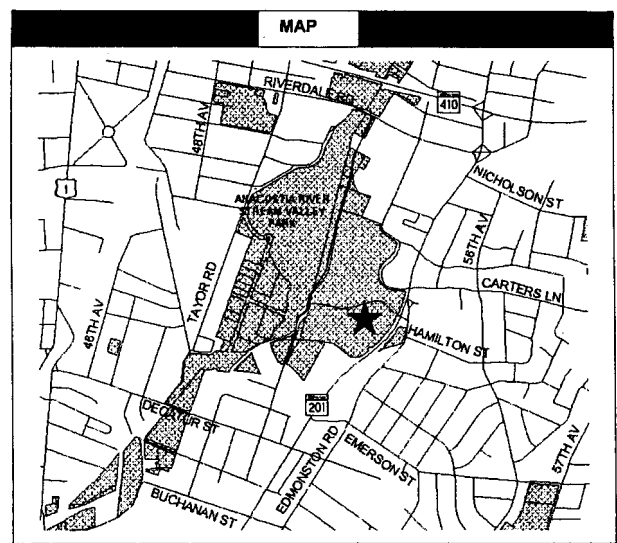 MAP
RIVERDALE RD
410
48TH AV
NICHOLSON ST
1
ANACOSTIA RIVER
STREAM VALLEY
PARK
56TH AV
CARTERS LN
TAYOR RD
46TH AV
HAMILTON ST
201
DECATUR ST
EDMONSTON RD
EMERSON ST
57TH AV
BUCHANAN ST